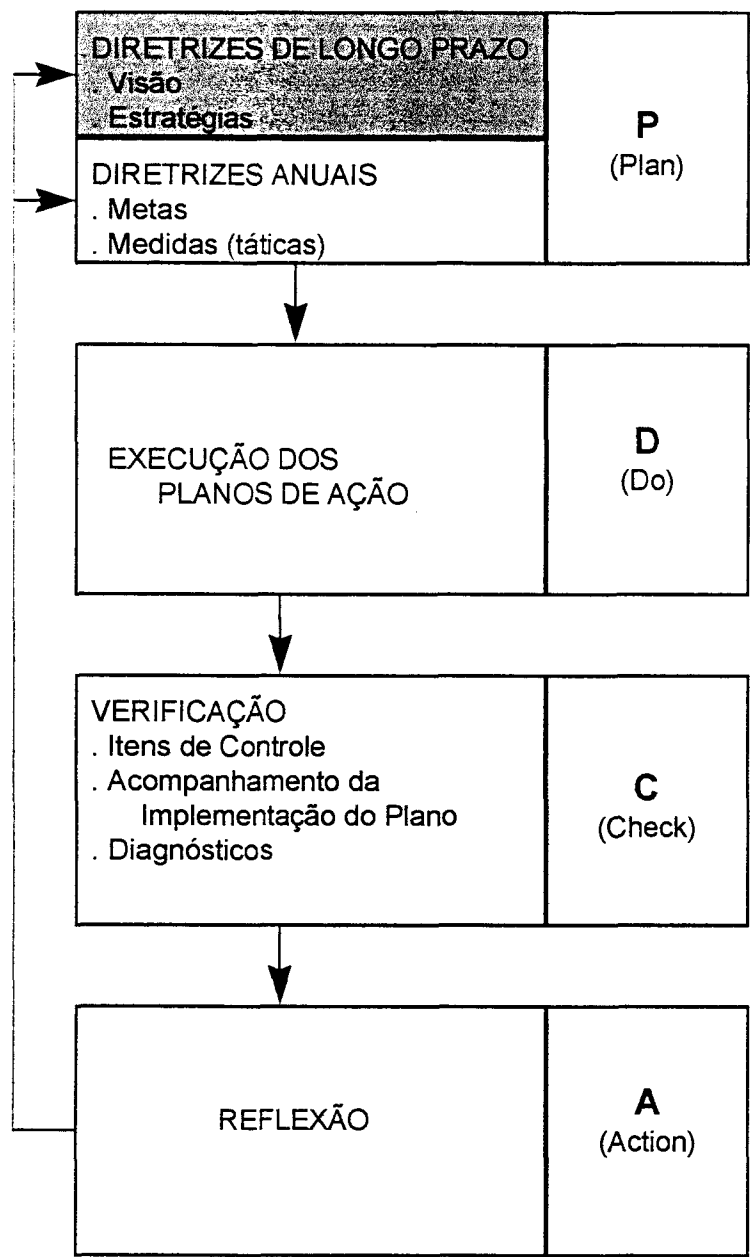 DIRETRIZES DE LONGO PRAZO
. Visão
. Estratégias
P
(Plan)
DIRETRIZES ANUAIS
. Metas
. Medidas (táticas)
EXECUÇÃO DOS
PLANOS DE AÇÃO
D
(Do)
VERIFICAÇÃO
. Itens de Controle
. Acompanhamento da
Implementação do Plano
. Diagnósticos
C
(Check)
REFLEXÃO
A
(Action)